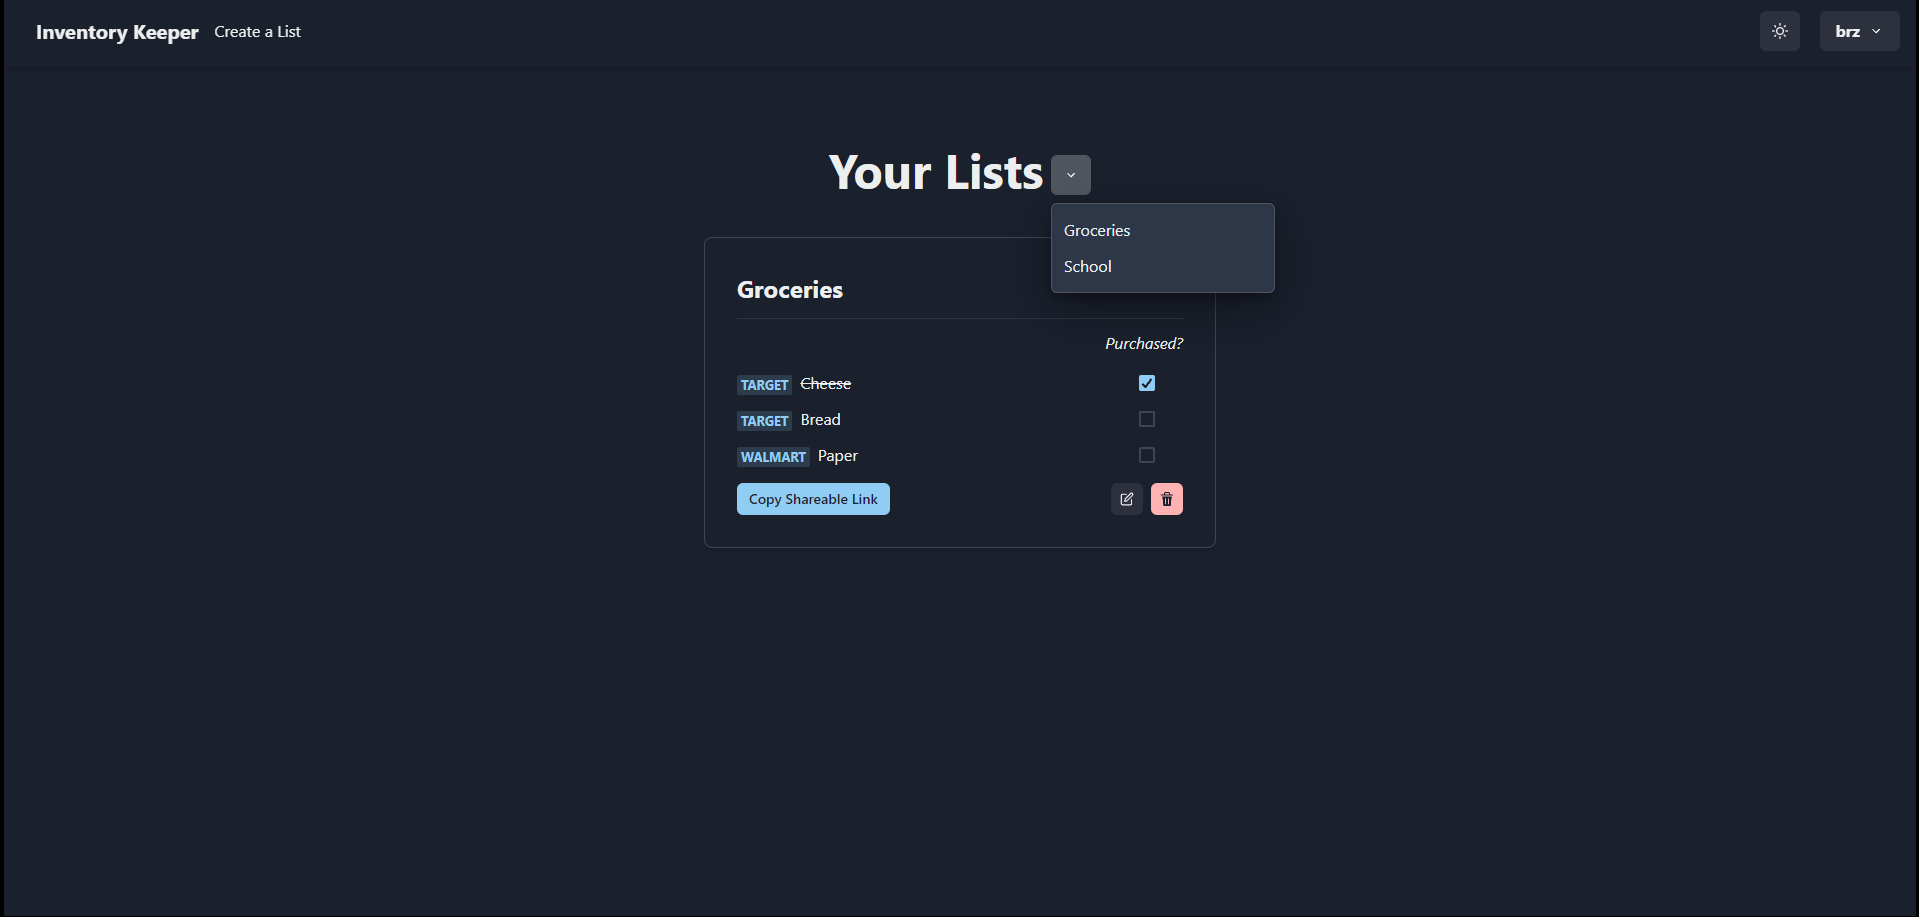 Inventory Keeper Create a List brz
Your Lists
Groceries
School
Groceries
Purchased?
TARGET Cheese
TARGET Bread
WALMART Paper
Copy Shareable Link